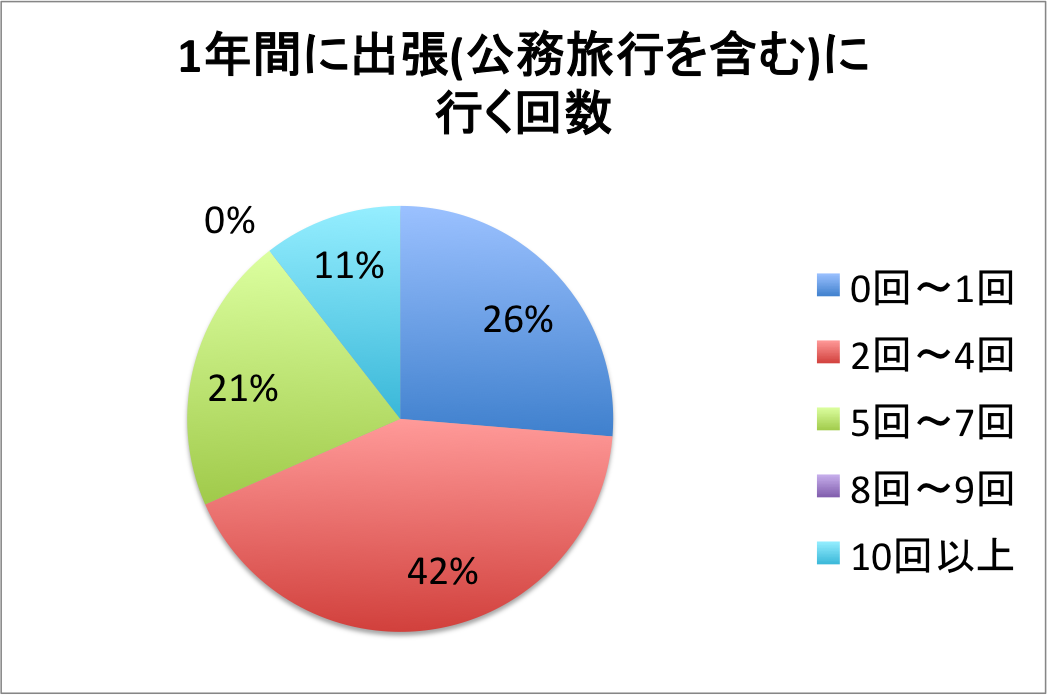 1年間に出張(公務旅行を含む)に
行く回数
0%
11%
26%
21%
42%
0回～1回
2回～4回
5回～7回
8回～9回
10回以上